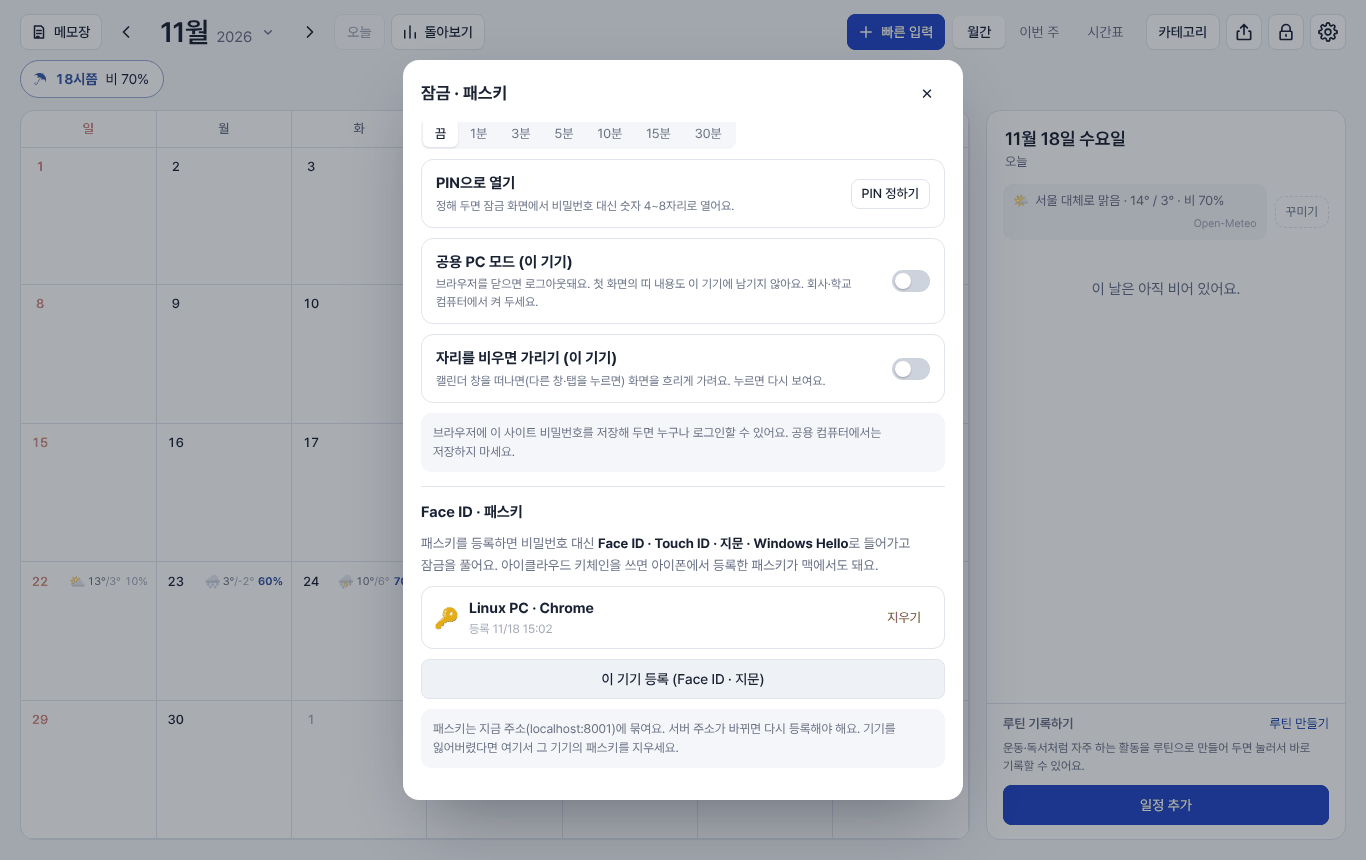 메모장
11월 2026
오늘
돌아보기
빠른 입력
월간
이번 주
시간표
카테고리
18시쯤 비 70%
잠금 · 패스키
끔 1분 3분 5분 10분 15분 30분
PIN으로 열기
정해 두면 잠금 화면에서 비밀번호 대신 숫자 4~8자리로 열어요.
PIN 정하기
공용 PC 모드 (이 기기)
브라우저를 닫으면 로그아웃돼요. 첫 화면의 띠 내용도 이 기기에 남기지 않아요. 회사·학교
컴퓨터에서 켜 두세요.
자리를 비우면 가리기 (이 기기)
캘린더 창을 떠나면(다른 창·탭을 누르면) 화면을 흐리게 가려요. 누르면 다시 보여요.
브라우저에 이 사이트 비밀번호를 저장해 두면 누구나 로그인할 수 있어요. 공용 컴퓨터에서는
저장하지 마세요.
Face ID · 패스키
패스키를 등록하면 비밀번호 대신 Face ID · Touch ID · 지문 · Windows Hello로 들어가고
잠금을 풀어요. 아이클라우드 키체인을 쓰면 아이폰에서 등록한 패스키가 맥에서도 돼요.
Linux PC · Chrome
등록 11/18 15:02
지우기
이 기기 등록 (Face ID · 지문)
패스키는 지금 주소(localhost:8001)에 묶여요. 서버 주소가 바뀌면 다시 등록해야 해요. 기기를
잃어버렸다면 여기서 그 기기의 패스키를 지우세요.
일 월 화
1 2 3
8 9 10
15 16 17
22 13°/3° 10% 23 3°/-2° 60% 24 10°/6°
29 30 1
11월 18일 수요일
오늘
서울 대체로 맑음 · 14° / 3° · 비 70%
Open-Meteo
꾸미기
이 날은 아직 비어 있어요.
루틴 기록하기
루틴 만들기
운동·독서처럼 자주 하는 활동을 루틴으로 만들어 두면 눌러서 바로
기록할 수 있어요.
일정 추가